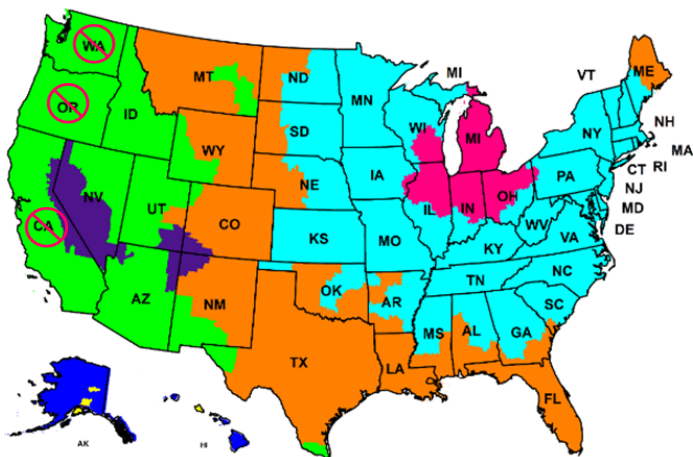 WA
OR
CA
ID
NV
UT
AZ
MT
WY
CO
NM
ND
SD
NE
KS
OK
TX
MN
IA
MO
AR
LA
WI
IL
MI
MI
IN
OH
KY
TN
MS
AL
GA
FL
SC
NC
VA
WV
PA
NY
VT
ME
NH
MA
RI
CT
NJ
MD
DE
AK
HI